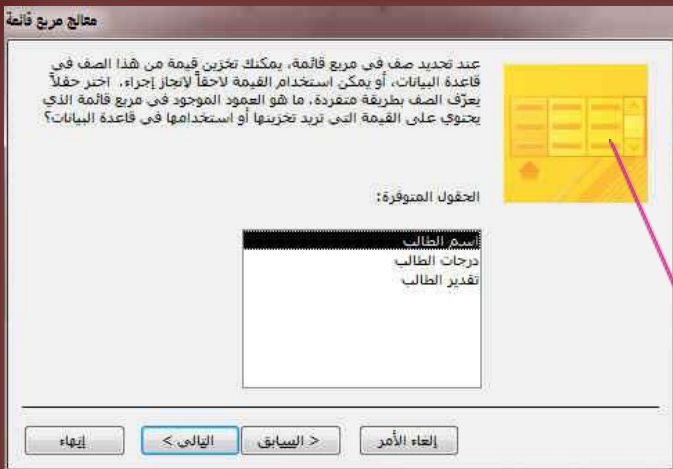 معالج مربع قائمة
عند تحديد صف في مربع قائمة، يمكنك تخزين قيمة من هذا الصف في
قاعدة البيانات، أو يمكن استخدام القيمة لاحقاً لإنجاز إجراء. اختر حقلاً
يعرّف الصف بطريقة منفردة، ما هو العمود الموجود في مربع قائمة الذي
يحتوي على القيمة التي تريد تخزينها أو استخدامها في قاعدة البيانات؟
الحقول المتوفرة:
اسم الطالب
درجات الطالب
تقدير الطالب
إلغاء الأمر
< السابق
التالي >
إنهاء